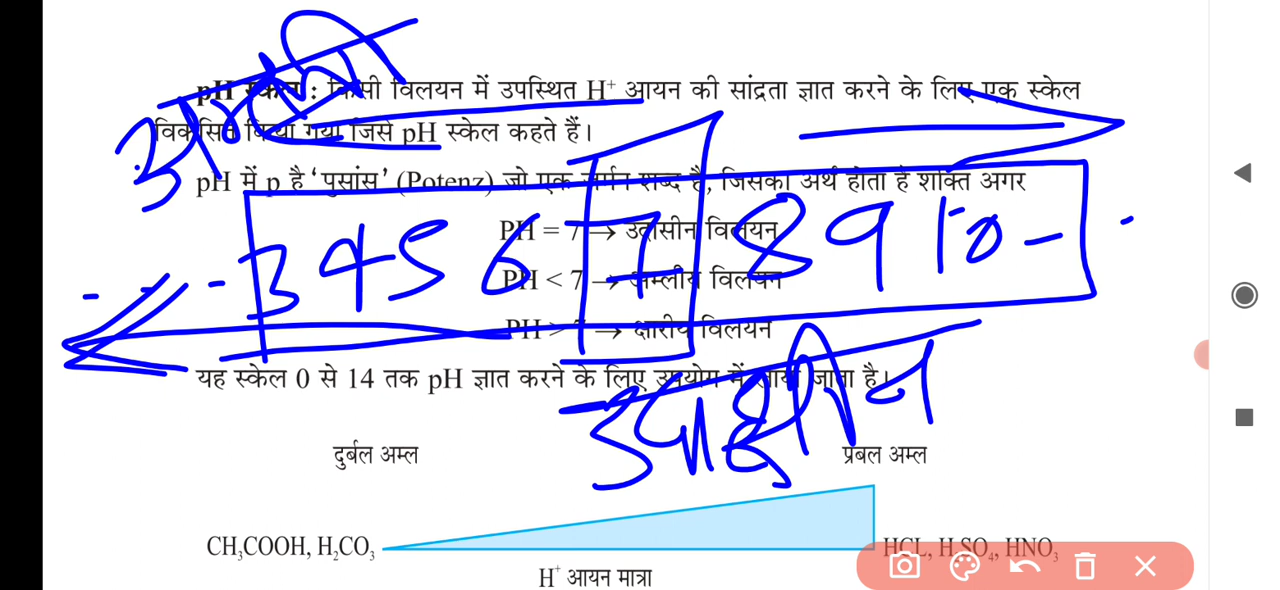 pH स्केल : किसी विलयन में उपस्थित H⁺ आयन की सांद्रता ज्ञात करने के लिए एक स्केल
विकसित किया गया जिसे pH स्केल कहते हैं।
pH में p है ‘पुसांस’ (Potenz) जो एक जर्मन शब्द है, जिसका अर्थ होता है शक्ति अगर
PH = 7 → उदासीन विलयन
PH < 7 → अम्लीय विलयन
PH > 7 → क्षारीय विलयन
3 4 5 6 7 8 9 10
यह स्केल 0 से 14 तक pH ज्ञात करने के लिए उपयोग में लाया जाता है।
दुर्बल अम्ल प्रबल अम्ल
CH₃COOH, H₂CO₃ HCL, H₂SO₄, HNO₃
H⁺ आयन मात्रा